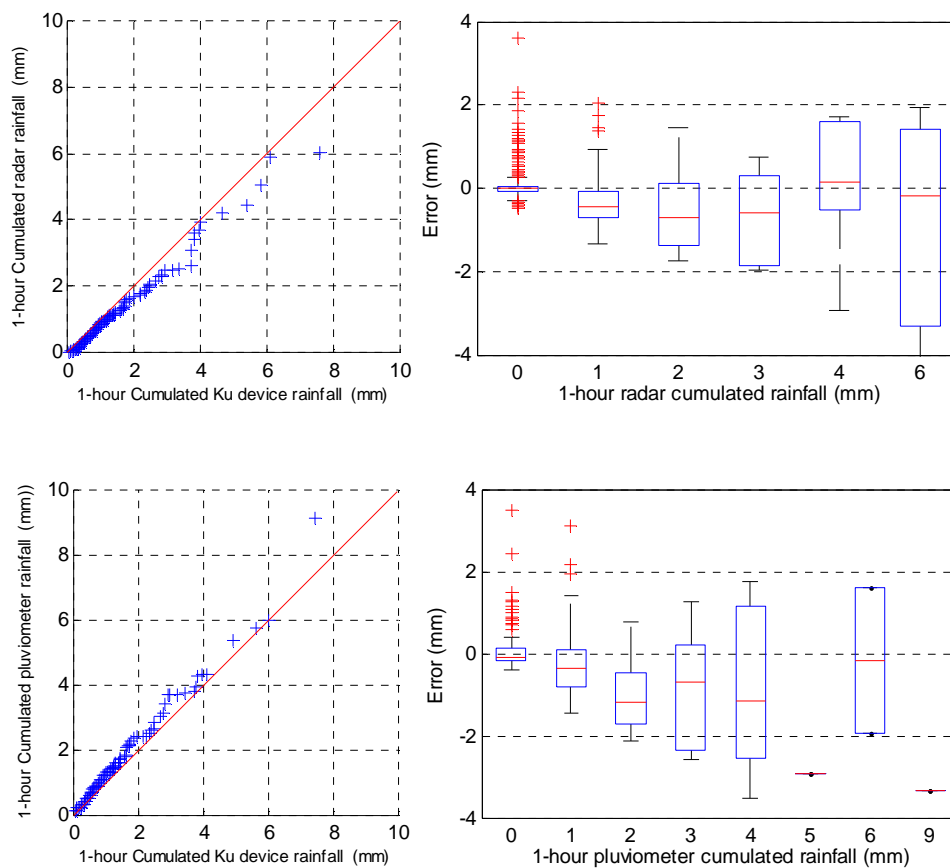 1-hour Cumulated radar rainfall (mm)
10
8
6
4
2
0
0 2 4 6 8 10
1-hour Cumulated Ku device rainfall (mm)
Error (mm)
4
2
0
-2
-4
0 1 2 3 4 6
1-hour radar cumulated rainfall (mm)
1-hour Cumulated pluviometer rainfall (mm))
10
8
6
4
2
0
0 2 4 6 8 10
1-hour Cumulated Ku device rainfall (mm)
Error (mm)
4
2
0
-2
-4
0 1 2 3 4 5 6 9
1-hour pluviometer cumulated rainfall (mm)